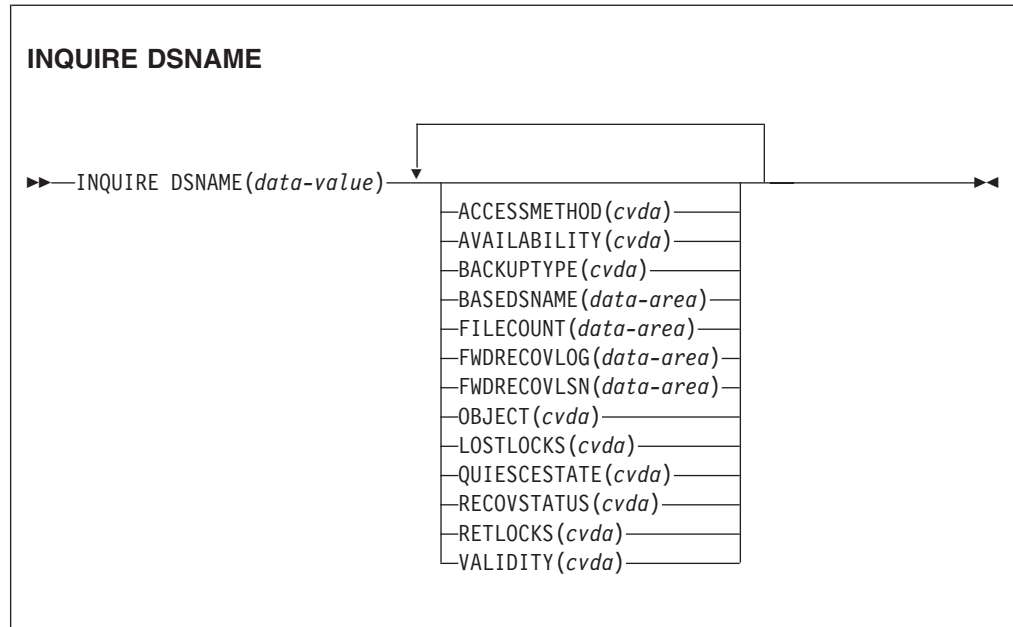 INQUIRE DSNAME
INQUIRE DSNAME(data-value)
ACCESSMETHOD(cvda)
AVAILABILITY(cvda)
BACKUPTYPE(cvda)
BASEDSNAME(data-area)
FILECOUNT(data-area)
FWDRECOVLOG(data-area)
FWDRECOVLSN(data-area)
OBJECT(cvda)
LOSTLOCKS(cvda)
QUIESCESTATE(cvda)
RECOVSTATUS(cvda)
RETLOCKS(cvda)
VALIDITY(cvda)